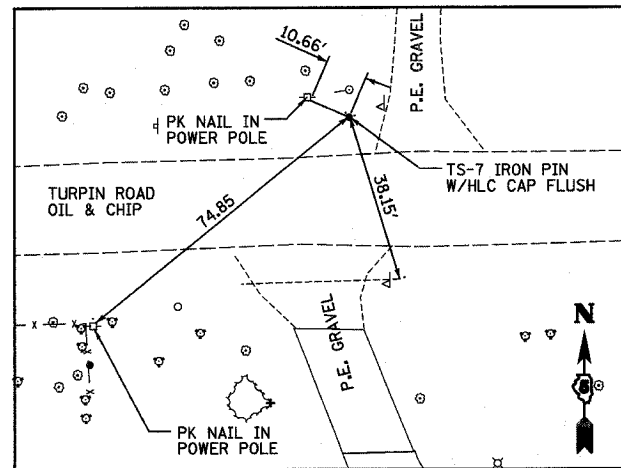 10.66'
P.E. GRAVEL
PK NAIL IN
POWER POLE
TS-7 IRON PIN
W/HLC CAP FLUSH
TURPIN ROAD
OIL & CHIP
74.85
38.15'
P.E. GRAVEL
N
PK NAIL IN
POWER POLE